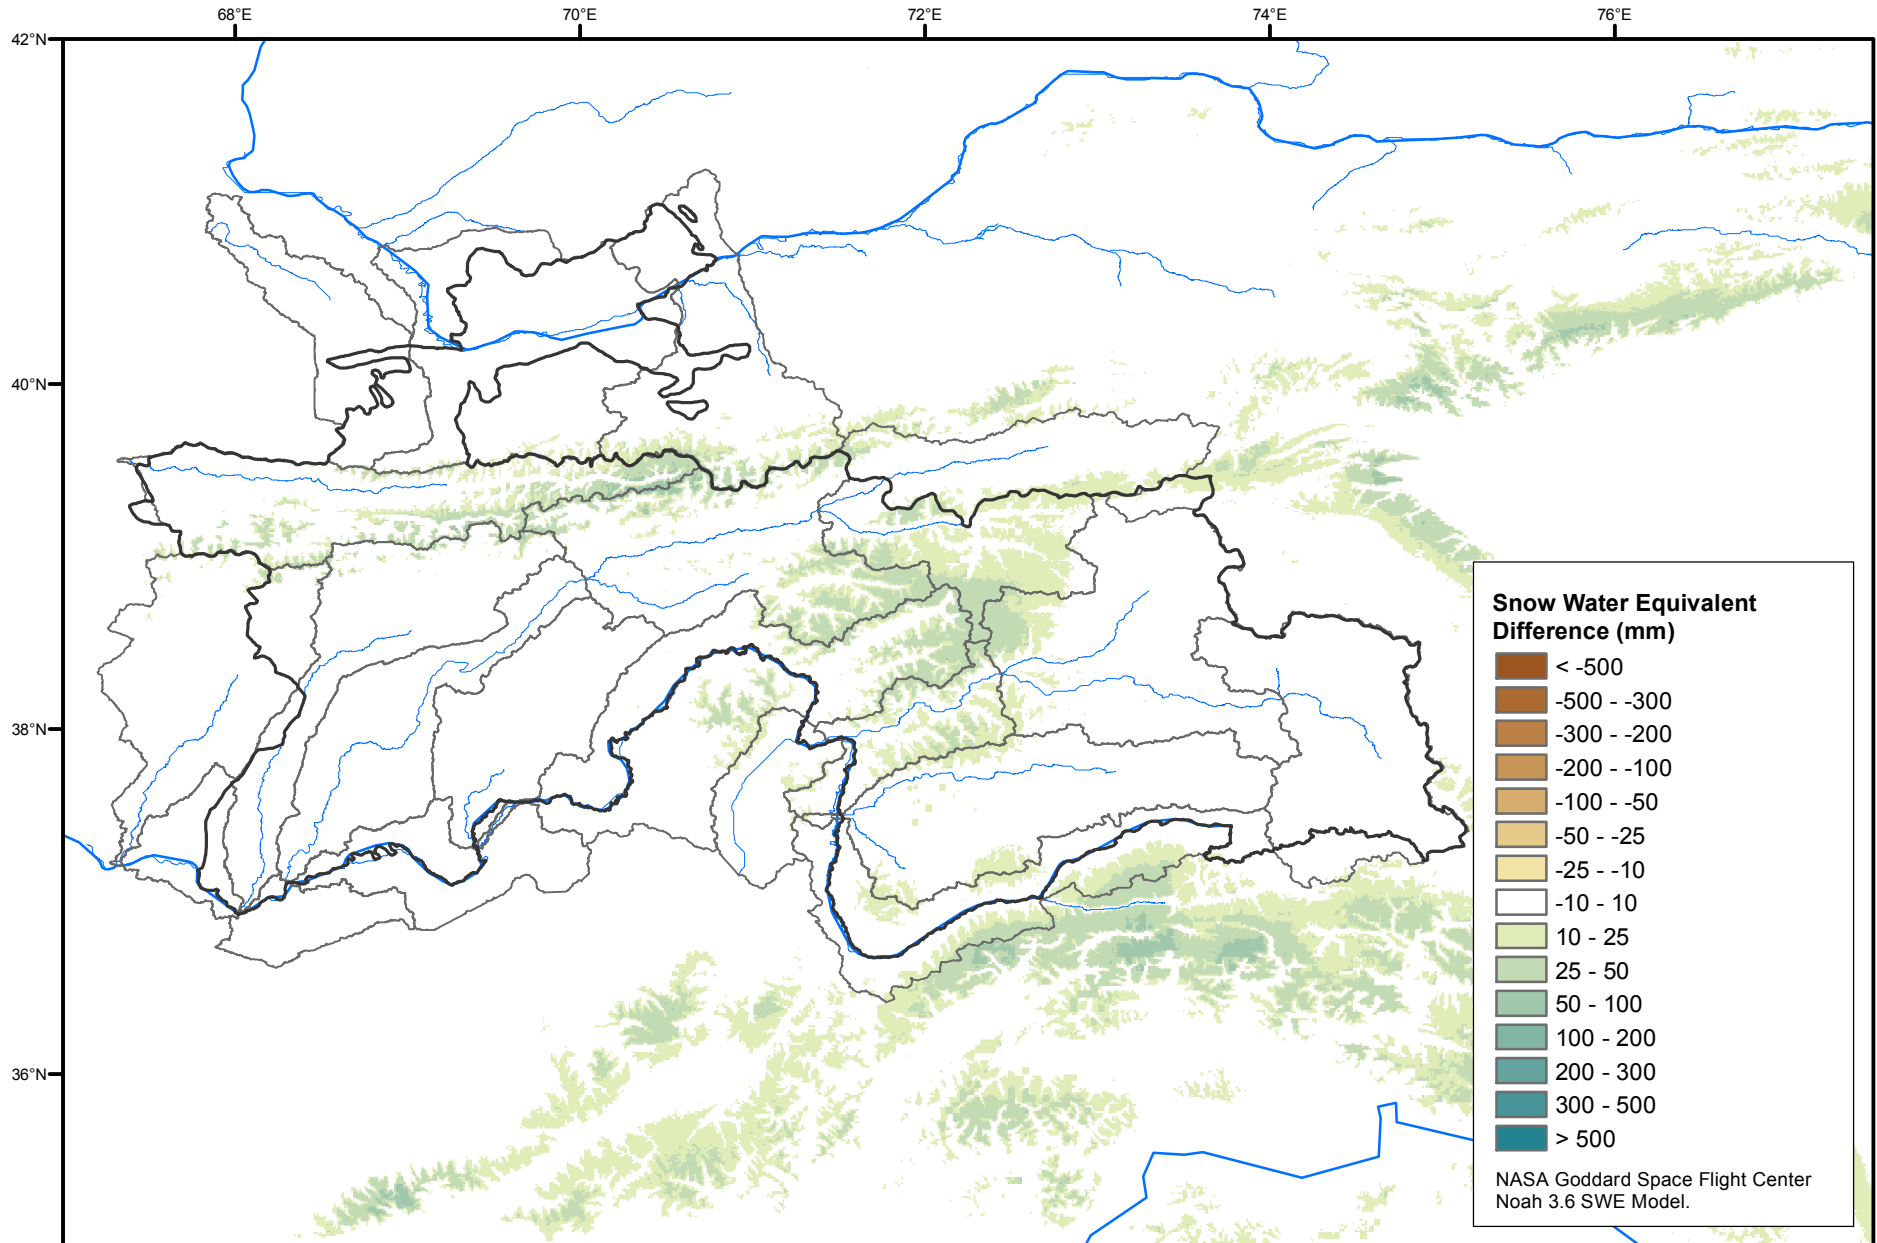 68°E
70°E
72°E
74°E
76°E
42°N
40°N
38°N
36°N
Snow Water Equivalent
Difference (mm)
< -500
-500 - -300
-300 - -200
-200 - -100
-100 - -50
-50 - -25
-25 - -10
-10 - 10
10 - 25
25 - 50
50 - 100
100 - 200
200 - 300
300 - 500
> 500
NASA Goddard Space Flight Center
Noah 3.6 SWE Model.